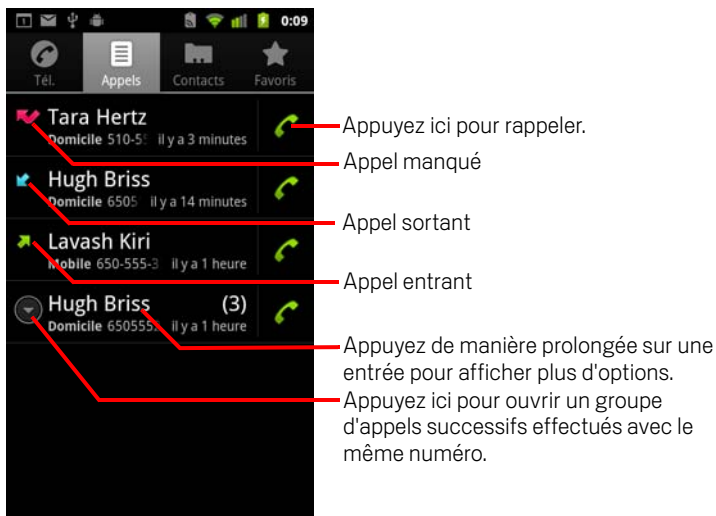 0:09
Tél.
Appels
Contacts
Favoris
Tara Hertz
Domicile 510-5 il y a 3 minutes
Hugh Briss
Domicile 6505 il y a 14 minutes
Lavash Kiri
Mobile 650-555-3 il y a 1 heure
Hugh Briss (3)
Domicile 6505552 il y a 1 heure
Appuyez ici pour rappeler.
Appel manqué
Appel sortant
Appel entrant
Appuyez de manière prolongée sur une
entrée pour afficher plus d'options.
Appuyez ici pour ouvrir un groupe
d'appels successifs effectués avec le
même numéro.